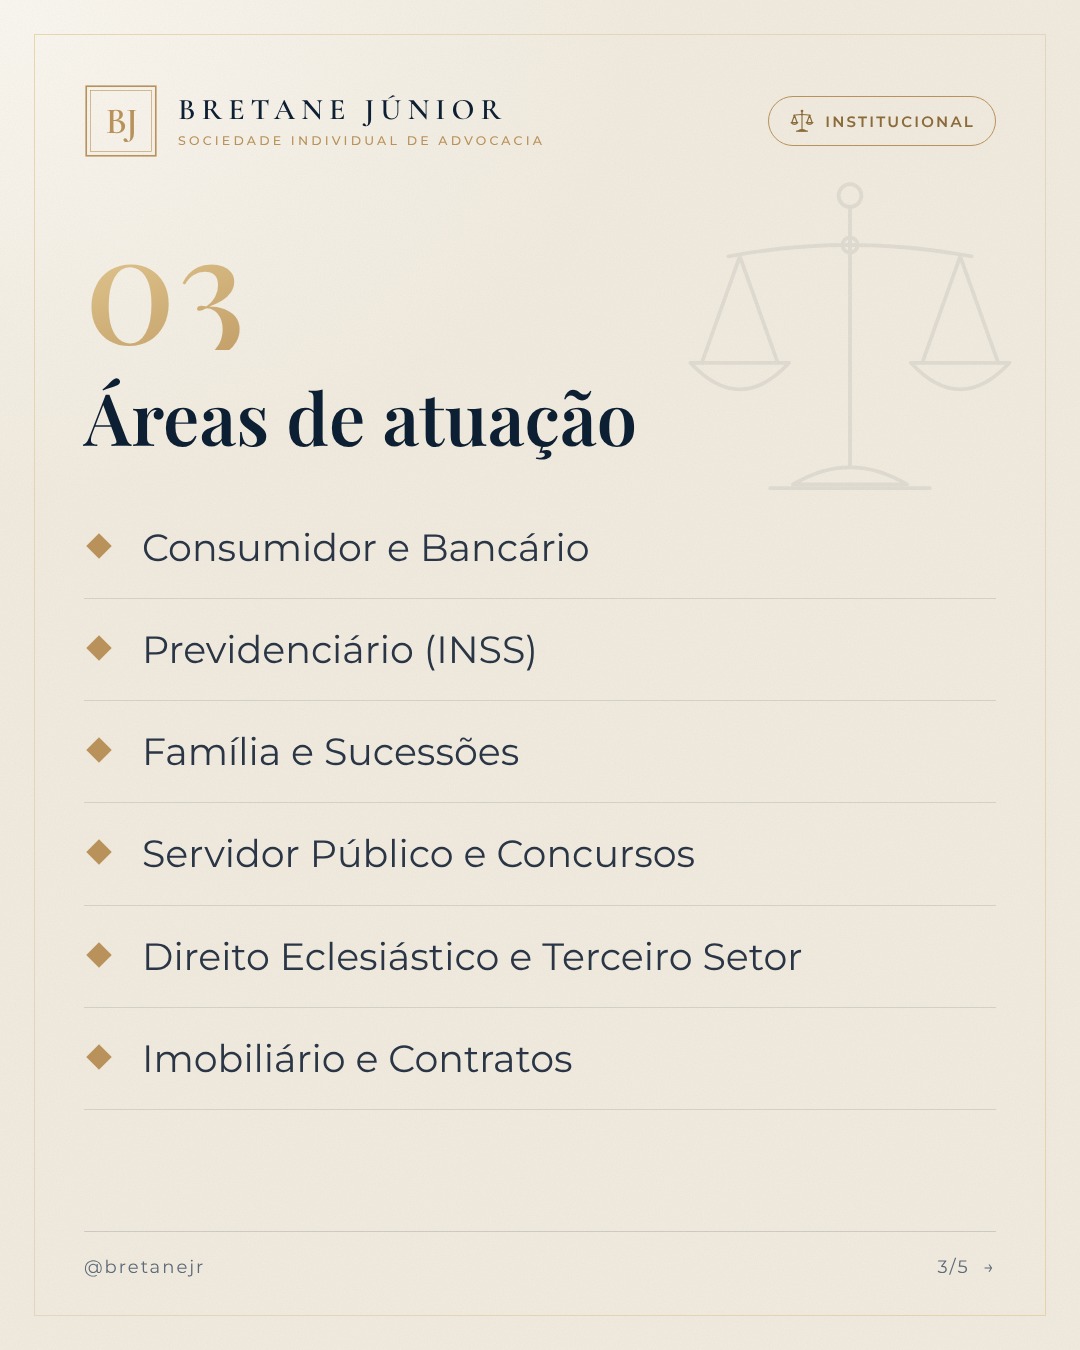 BJ
BRETANE JÚNIOR
SOCIEDADE INDIVIDUAL DE ADVOCACIA
INSTITUCIONAL
03
Áreas de atuação
Consumidor e Bancário
Previdenciário (INSS)
Família e Sucessões
Servidor Público e Concursos
Direito Eclesiástico e Terceiro Setor
Imobiliário e Contratos
@bretanejr
3/5 →